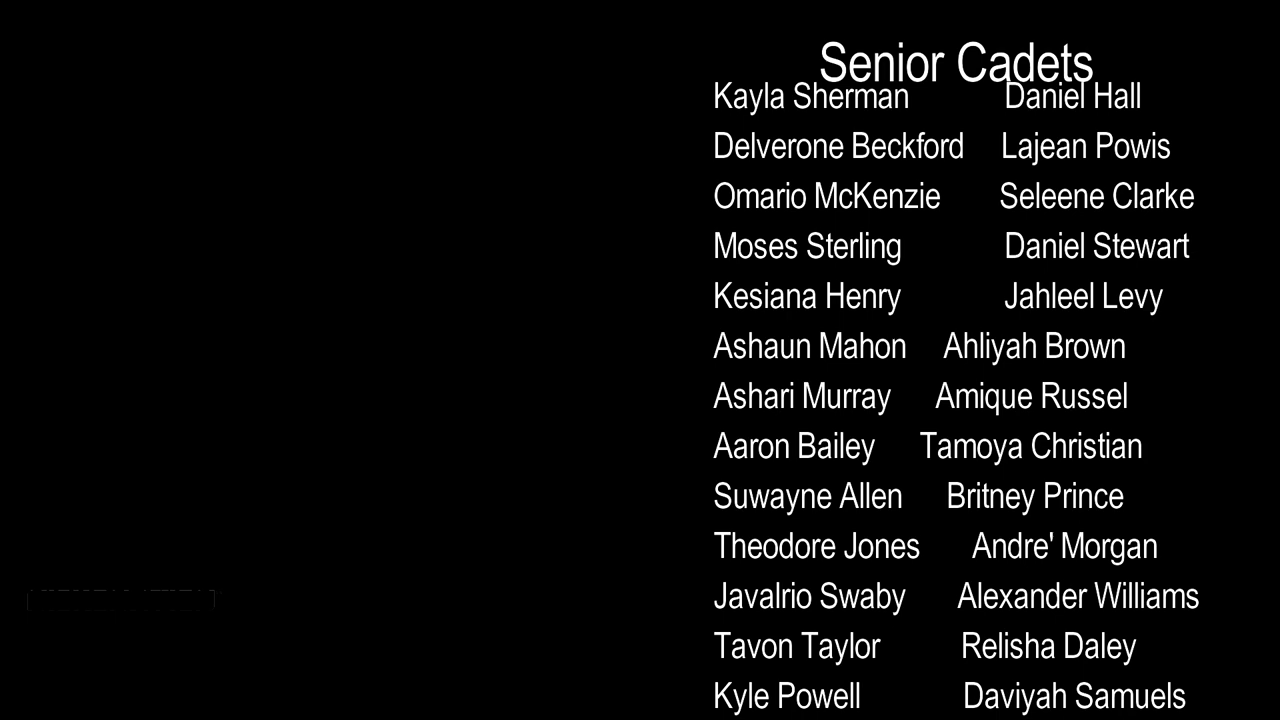 Senior Cadets
Kayla Sherman Daniel Hall
Delverone Beckford Lajean Powis
Omario McKenzie Seleene Clarke
Moses Sterling Daniel Stewart
Kesiana Henry Jahleel Levy
Ashaun Mahon Ahliyah Brown
Ashari Murray Amique Russel
Aaron Bailey Tamoya Christian
Suwayne Allen Britney Prince
Theodore Jones Andre' Morgan
Javalrio Swaby Alexander Williams
Tavon Taylor Relisha Daley
Kyle Powell Daviyah Samuels